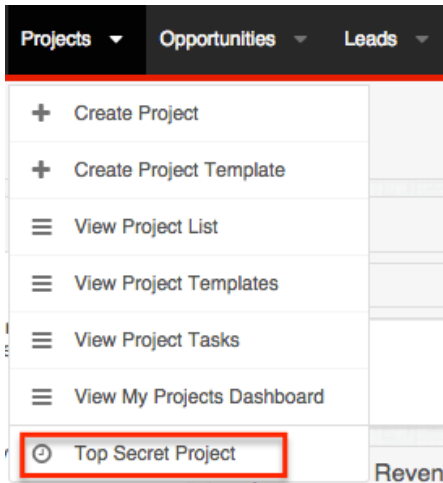 Projects Opportunities Leads
Create Project
Create Project Template
View Project List
View Project Templates
View Project Tasks
View My Projects Dashboard
Top Secret Project
Reven